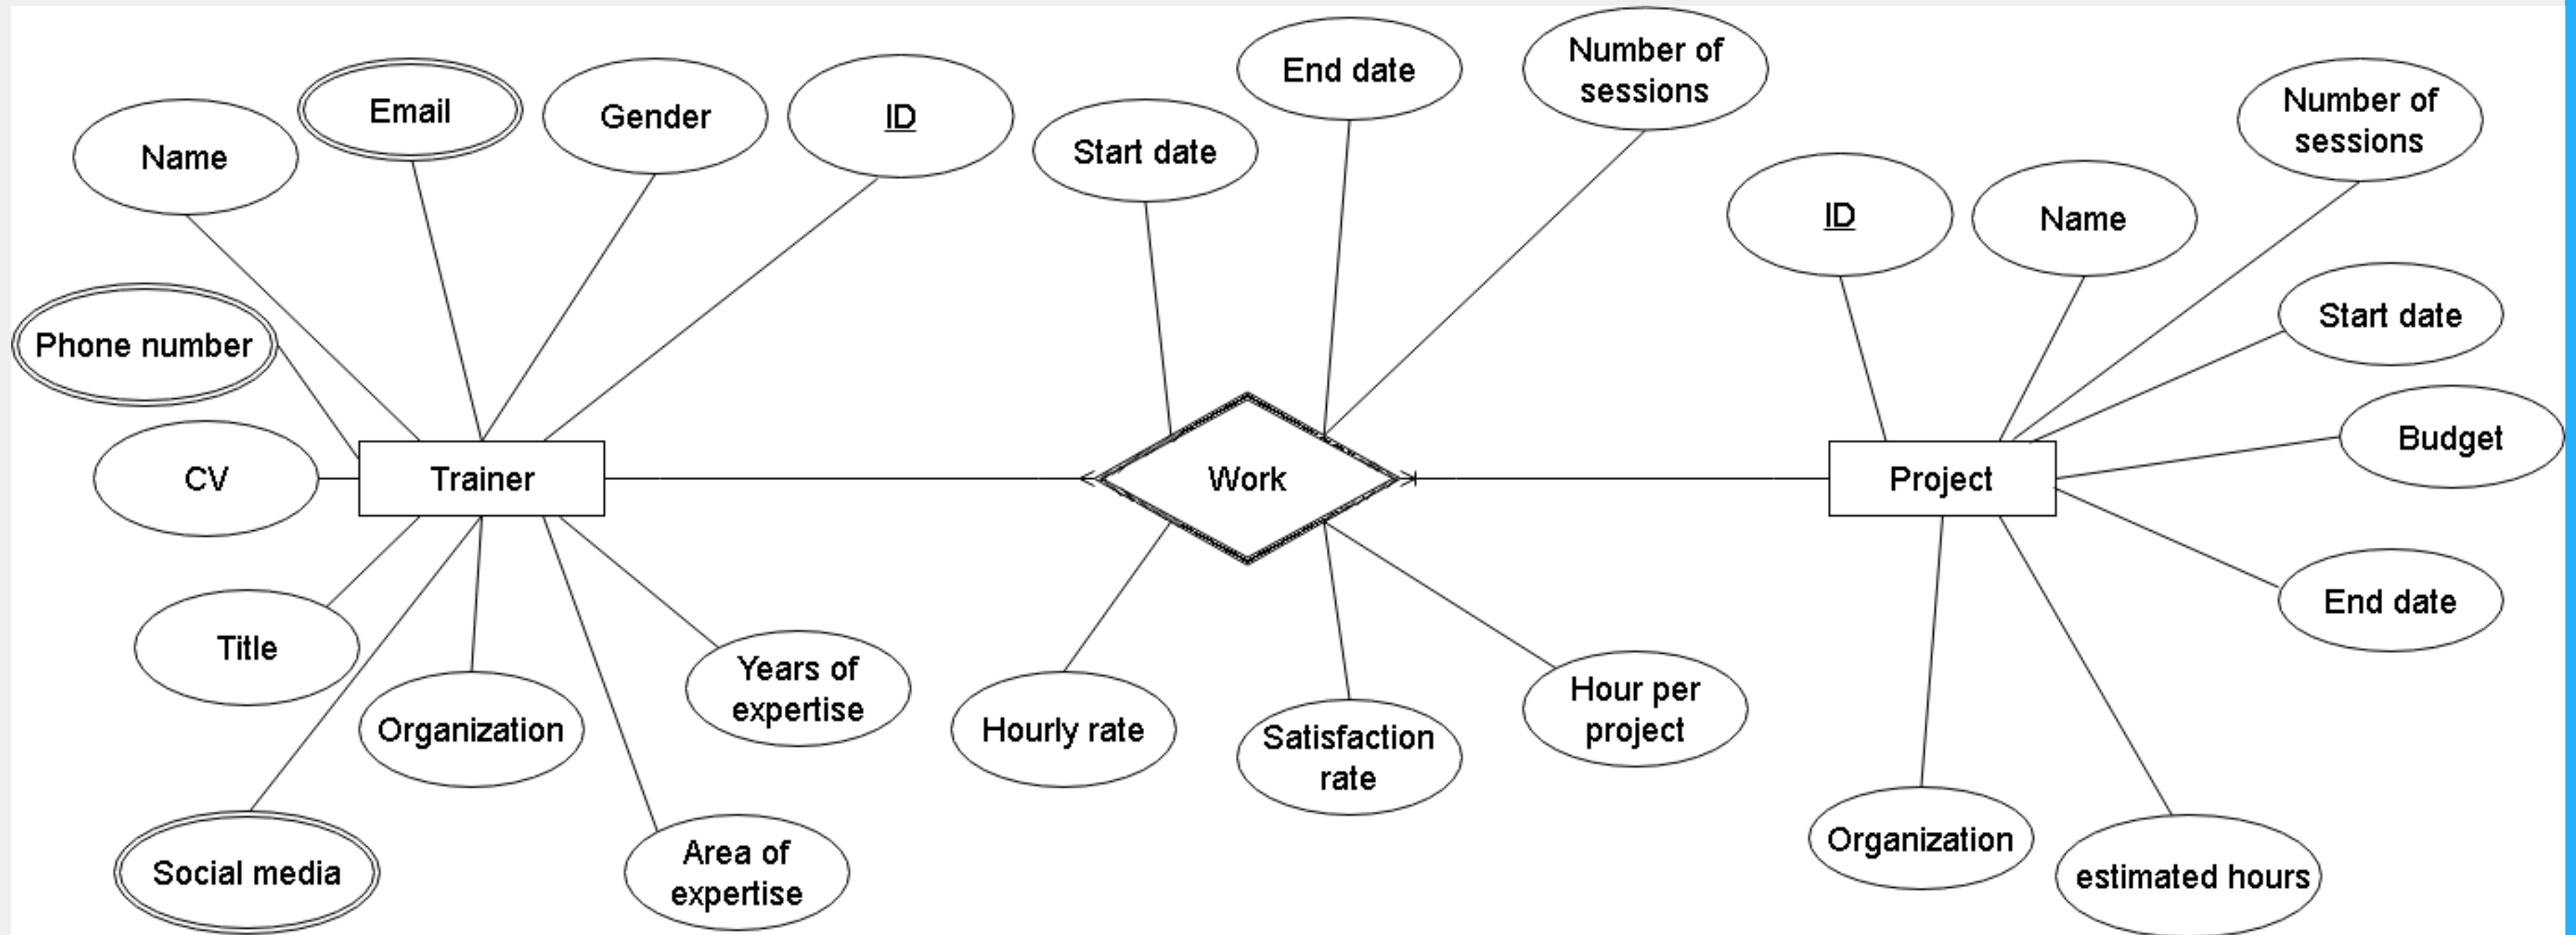 Name
Email
Gender
ID
Start date
End date
Number of
sessions
ID
Name
Number of
sessions
Phone number
Start date
Budget
CV
Trainer
Work
Project
End date
Title
Organization
Years of
expertise
Hourly rate
Satisfaction
rate
Hour per
project
Social media
Area of
expertise
Organization
estimated hours